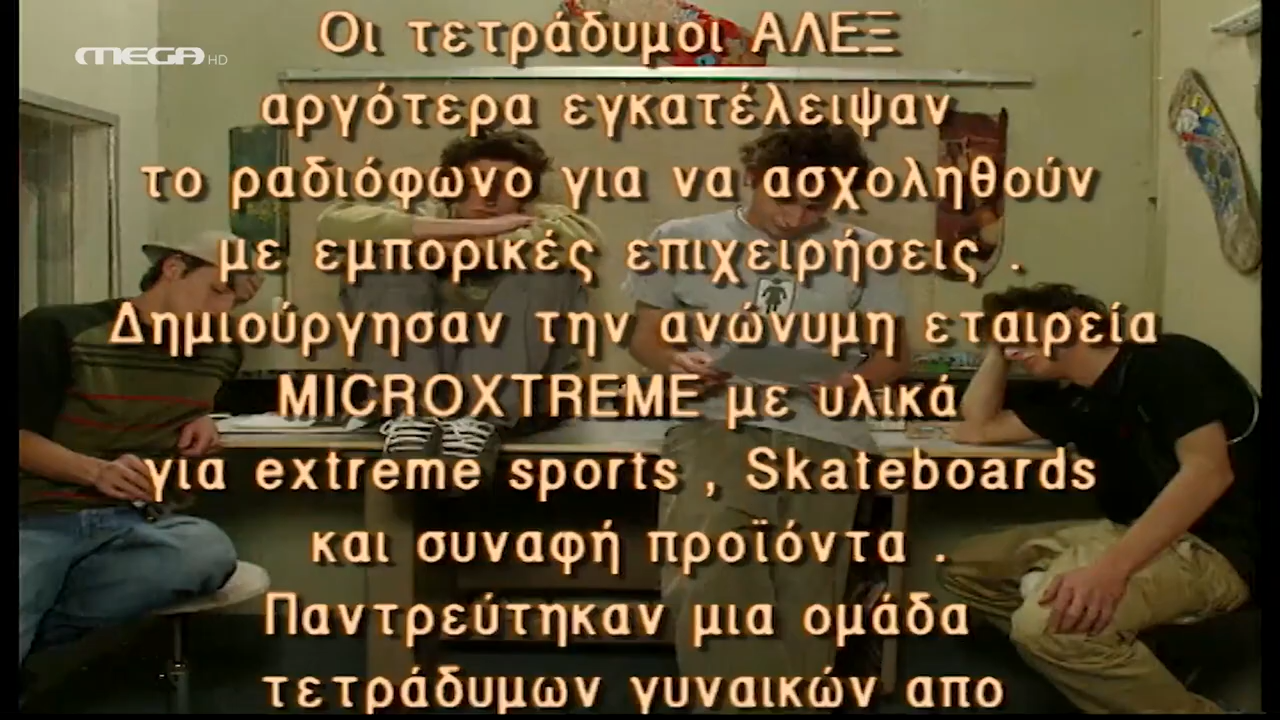 MEGA HD
Οι τετράδυμοι ΑΛΕΞ
αργότερα εγκατέλειψαν
το ραδιόφωνο για να ασχοληθούν
με εμπορικές επιχειρήσεις .
Δημιούργησαν την ανώνυμη εταιρεία
MICROXTREME με υλικά
για extreme sports , Skateboards
και συναφή προϊόντα .
Παντρεύτηκαν μια ομάδα
τετράδυμων γυναικών απο